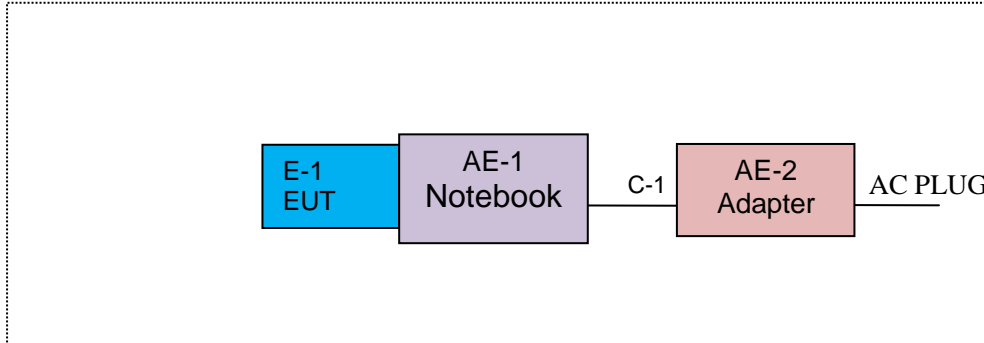 E-1
EUT
AE-1
Notebook
C-1
AE-2
Adapter
AC PLUG